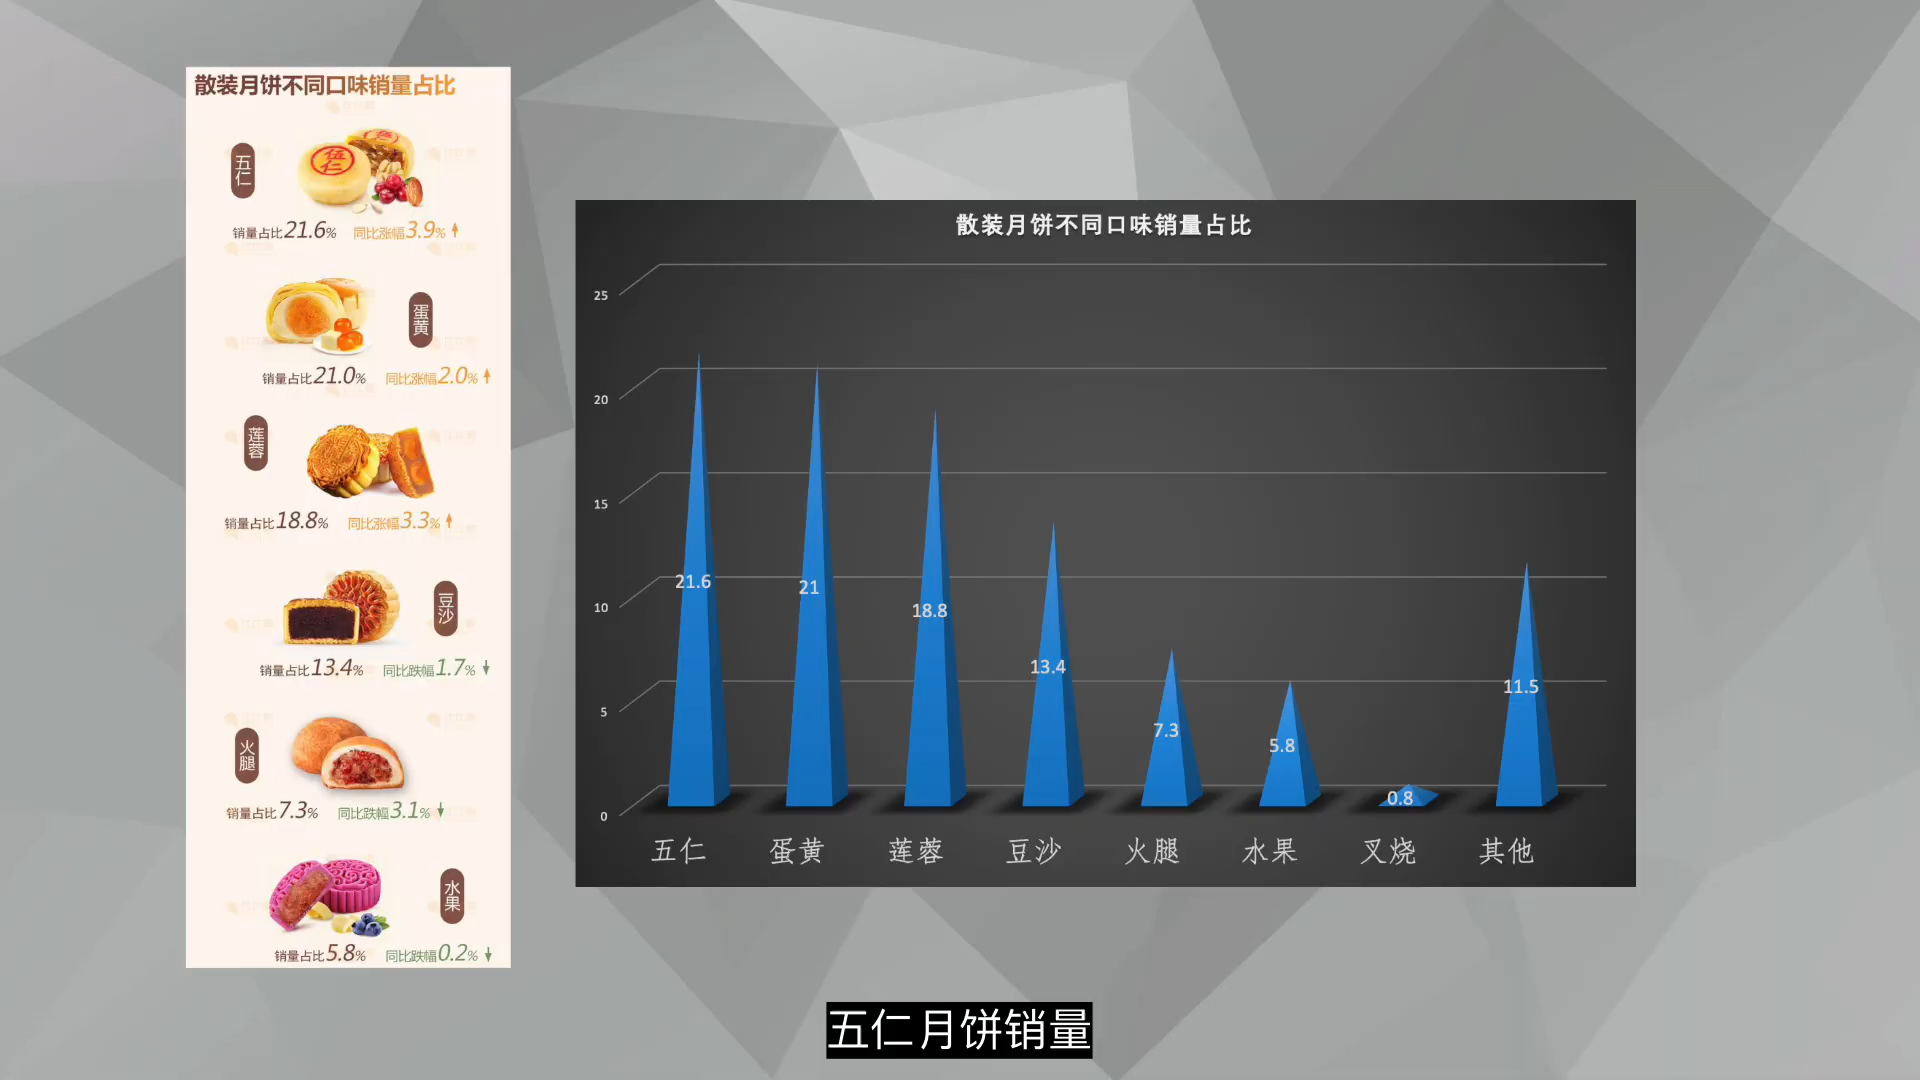 散装月饼不同口味销量占比
五仁
伍仁
销量占比21.6% 同比涨幅3.9%
蛋黄
销量占比21.0% 同比涨幅2.0%
莲蓉
销量占比18.8% 同比涨幅3.3%
豆沙
销量占比13.4% 同比跌幅1.7%
火腿
销量占比7.3% 同比跌幅3.1%
水果
销量占比5.8% 同比跌幅0.2%
散装月饼不同口味销量占比
25
20
15
10
5
0
21.6
21
18.8
13.4
7.3
5.8
0.8
11.5
五仁 蛋黄 莲蓉 豆沙 火腿 水果 叉烧 其他
五仁月饼销量